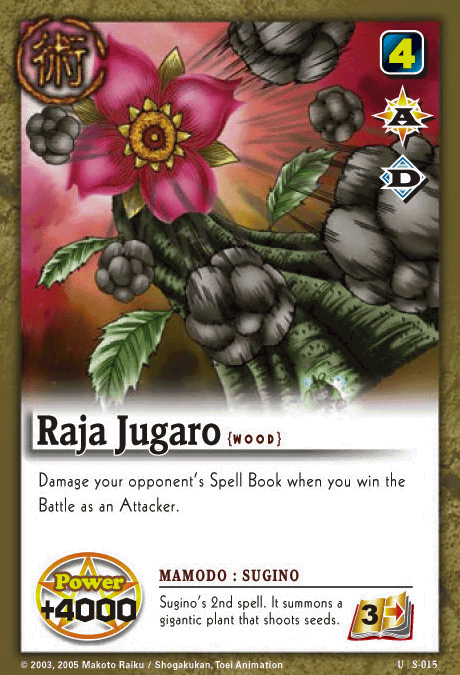 術
4
A
D
Raja Jugaro {WOOD}
Damage your opponent's Spell Book when you win the
Battle as an Attacker.
Power
+4000
MAMODO : SUGINO
Sugino's 2nd spell. It summons a
gigantic plant that shoots seeds.
3
© 2003, 2005 Makoto Raiku / Shogakukan, Toei Animation
U | S-015